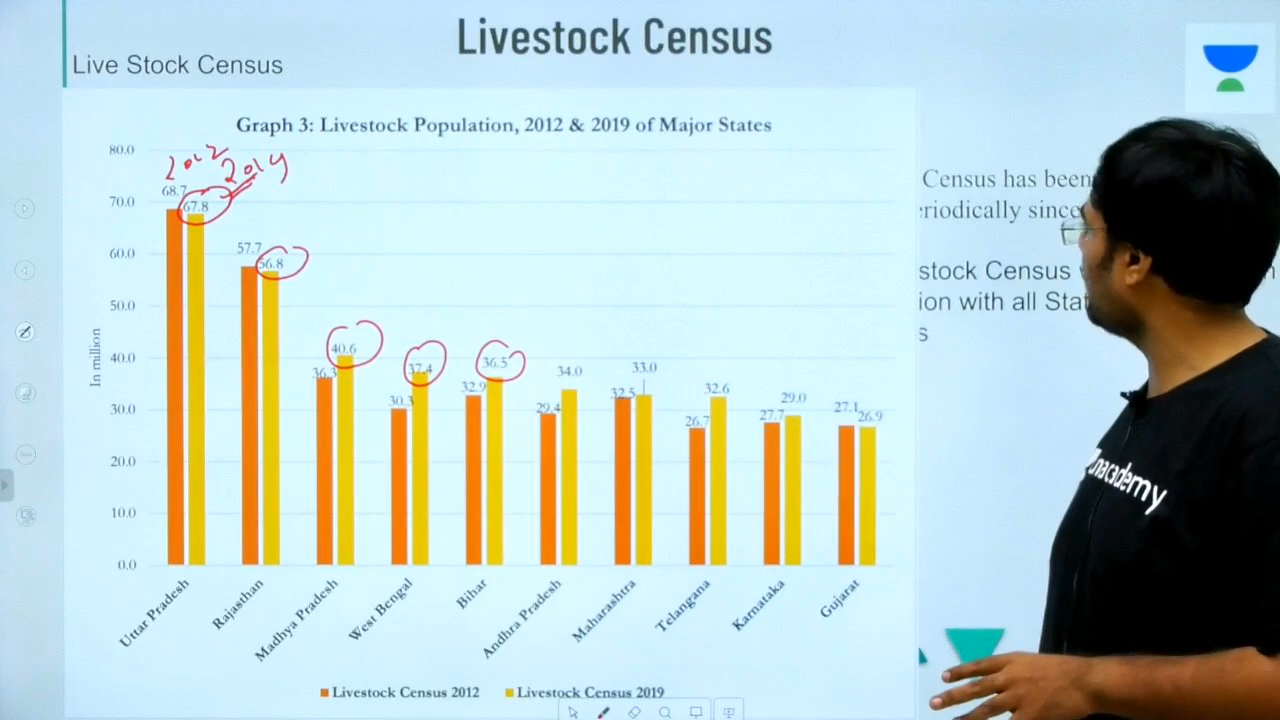 Livestock Census
Live Stock Census
Graph 3: Livestock Population, 2012 & 2019 of Major States
80.0
2012 2019
68.7 67.8
70.0
57.7 56.8
60.0
50.0
36.3 40.6
30.3 37.4
32.9 36.5
29.4 34.0
32.5 33.0
26.7 32.6
27.7 29.0
27.1 26.9
40.0
30.0
20.0
10.0
0.0
In million
Uttar Pradesh
Rajasthan
Madhya Pradesh
West Bengal
Bihar
Andhra Pradesh
Maharashtra
Telangana
Karnataka
Gujarat
Livestock Census 2012 Livestock Census 2019
Census has been
riodically since
stock Census
ion with all Stat
s
unacademy